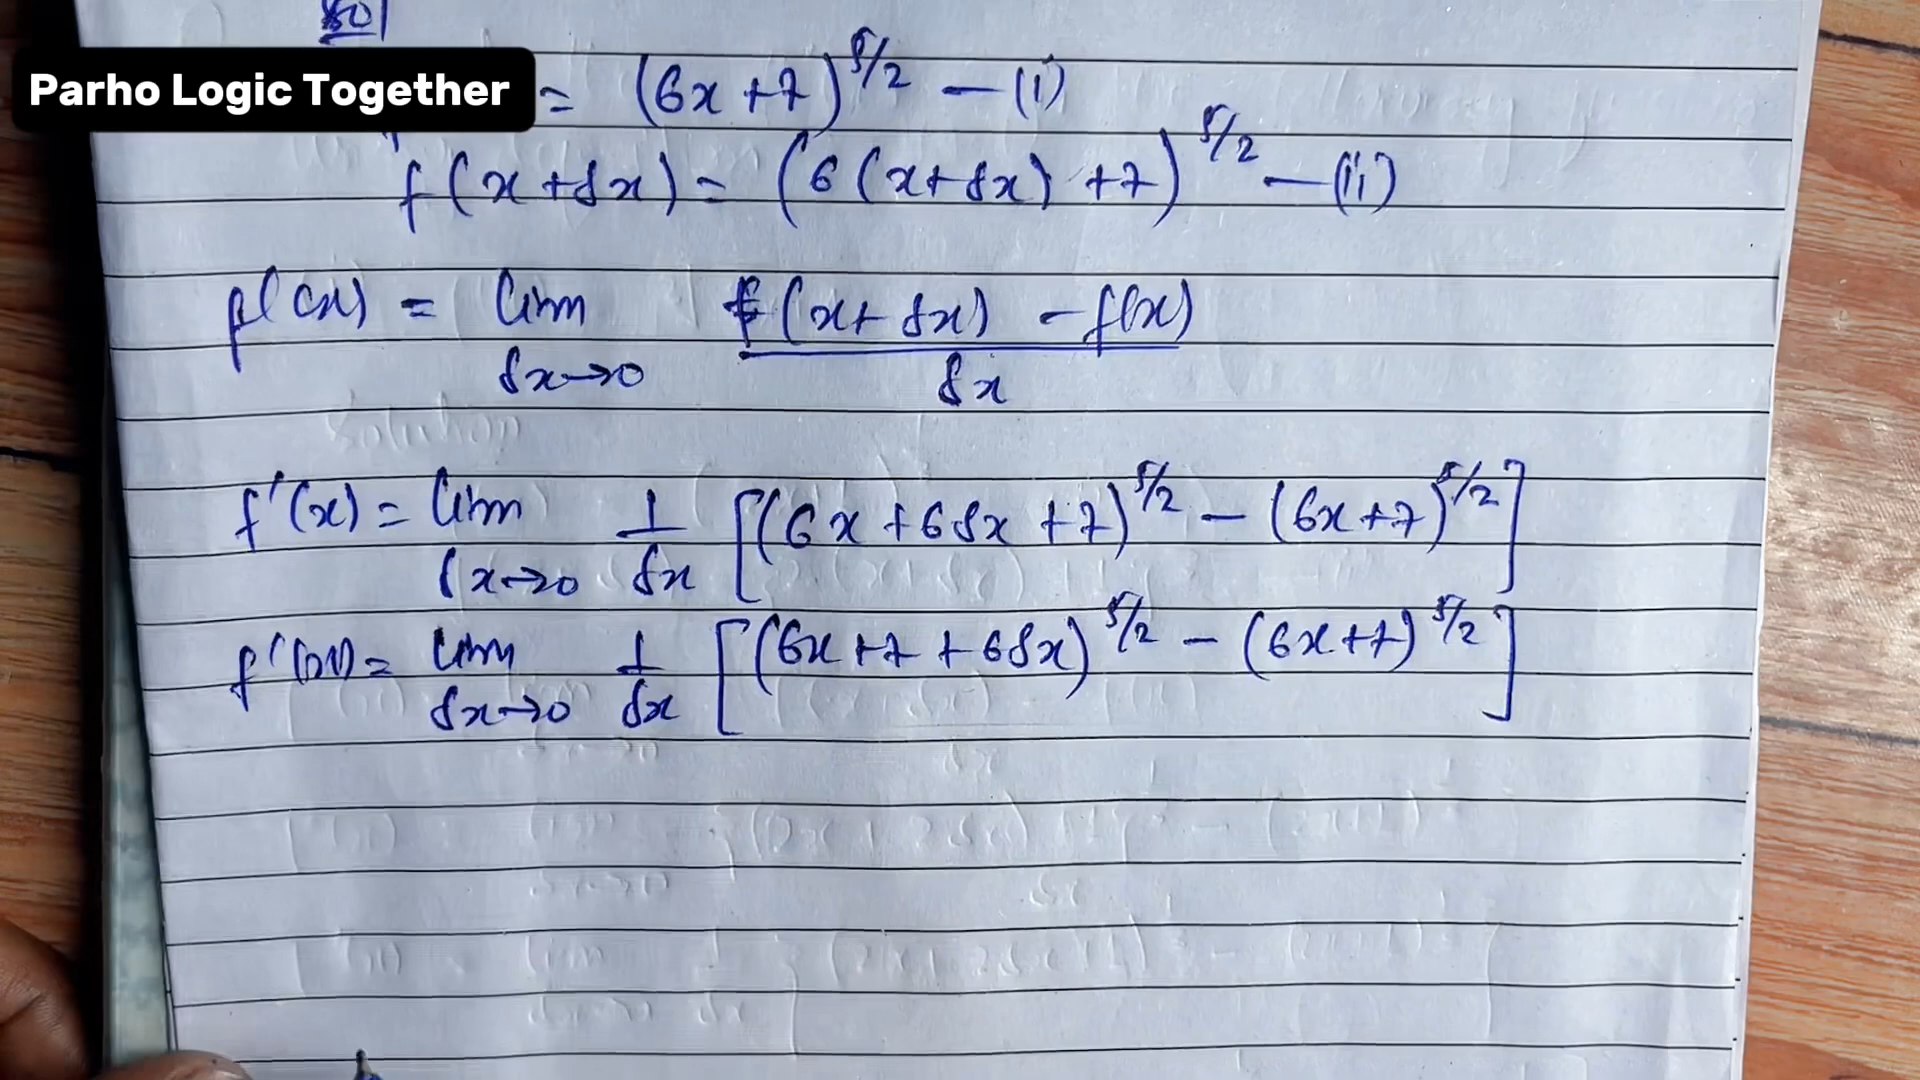 Sol
Parho Logic Together
= (6x+7)^5/2 — (i)
f(x+δx) = (6(x+δx)+7)^5/2 — (ii)
f'(x) = lim f(x+δx) - f(x)
δx→0 δx
f'(x) = lim 1 [(6x+6δx+7)^5/2 - (6x+7)^5/2]
δx→0 δx
f'(x) = lim 1 [(6x+7+6δx)^5/2 - (6x+7)^5/2]
δx→0 δx
Solution